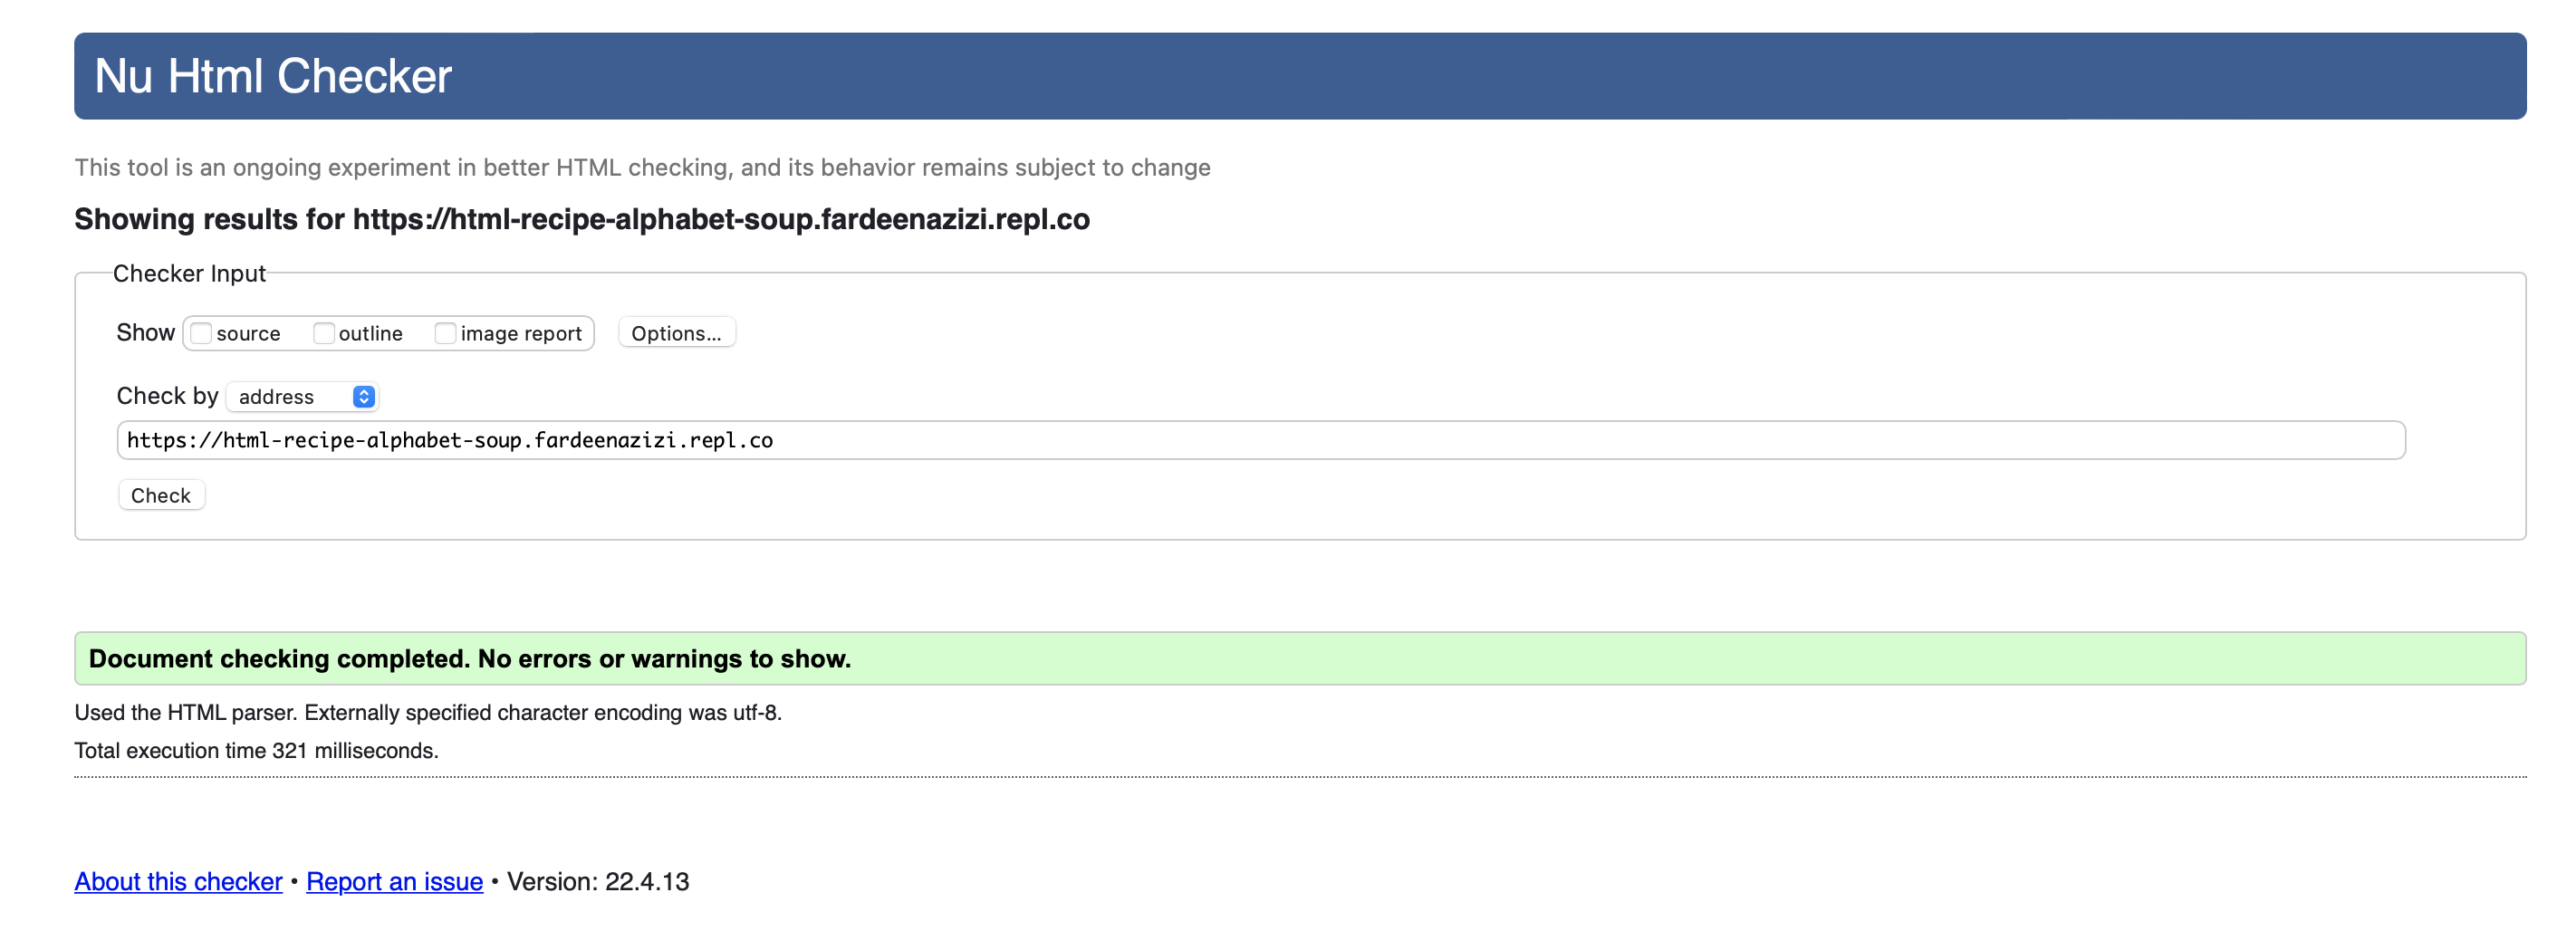 Nu Html Checker
This tool is an ongoing experiment in better HTML checking, and its behavior remains subject to change
Showing results for https://html-recipe-alphabet-soup.fardeenazizi.repl.co
Checker Input
Show source outline image report Options...
Check by address
https://html-recipe-alphabet-soup.fardeenazizi.repl.co
Check
Document checking completed. No errors or warnings to show.
Used the HTML parser. Externally specified character encoding was utf-8.
Total execution time 321 milliseconds.
About this checker • Report an issue • Version: 22.4.13